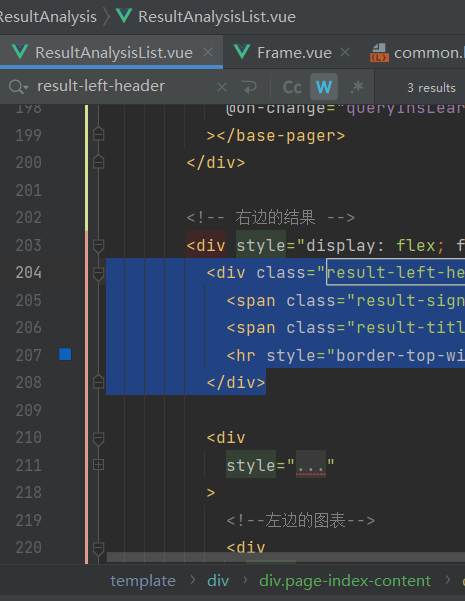 ResultAnalysis ResultAnalysisList.vue
ResultAnalysisList.vue × Frame.vue × common.l
result-left-header × Cc W .* 3 results
198 @on-change="queryInsLear
199 ></base-pager>
200 </div>
201
202 <!-- 右边的结果 -->
203 <div style="display: flex; f
204 <div class="result-left-he
205 <span class="result-sign
206 <span class="result-titl
207 <hr style="border-top-wi
208 </div>
209
210 <div
211 style="..."
218 >
219 <!--左边的图表-->
220 <div
template › div › div.page-index-content ›